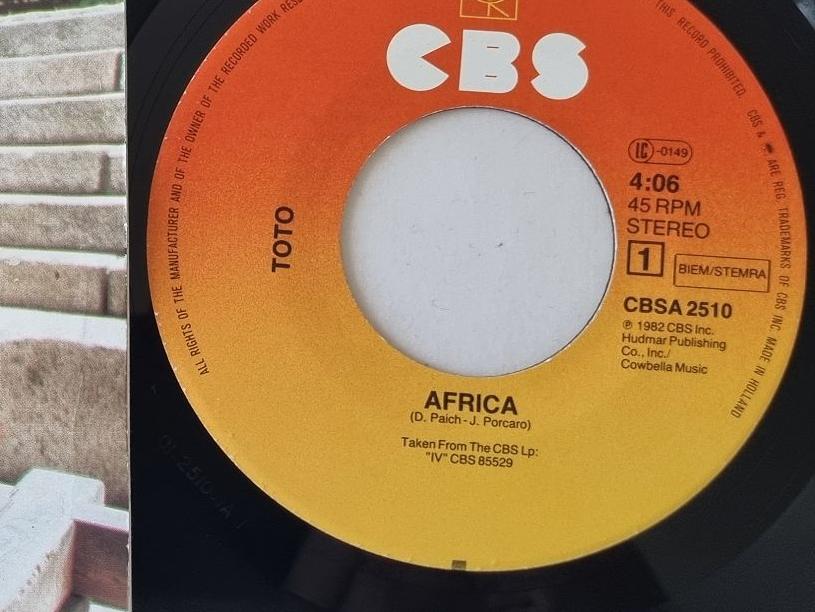 CBS
ALL RIGHTS OF THE MANUFACTURER AND OF THE OWNER OF THE RECORDED WORK
THIS RECORD PROHIBITED. CBS & ARE REG. TRADEMARKS OF CBS INC. MADE IN HOLLAND
TOTO
LC -0149
4:06
45 RPM
STEREO
1
BIEM/STEMRA
CBSA 2510
℗ 1982 CBS Inc.
Hudmar Publishing
Co., Inc./
Cowbella Music
AFRICA
(D. Paich - J. Porcaro)
Taken From The CBS Lp:
"IV" CBS 85529